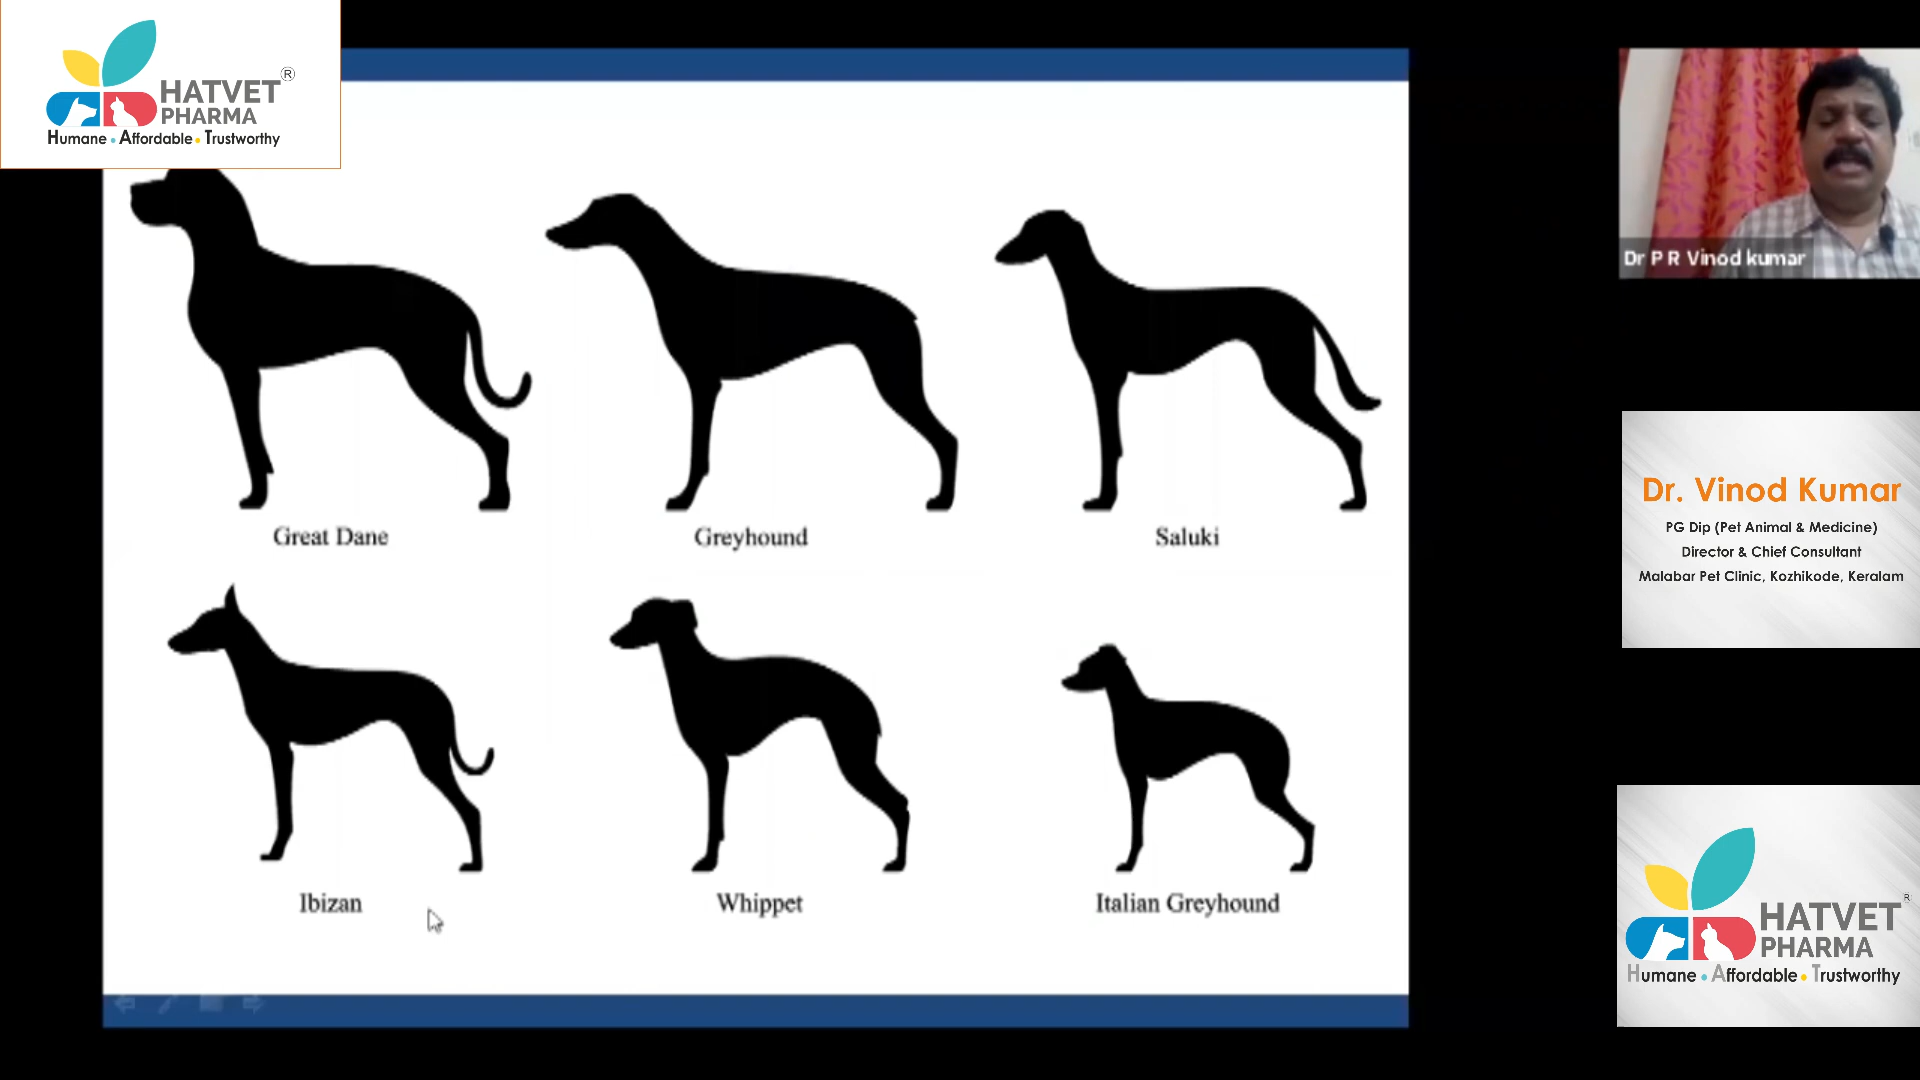 HATVET®
PHARMA
Humane • Affordable • Trustworthy
Great Dane
Greyhound
Saluki
Ibizan
Whippet
Italian Greyhound
Dr P R Vinod kumar
Dr. Vinod Kumar
PG Dip (Pet Animal & Medicine)
Director & Chief Consultant
Malabar Pet Clinic, Kozhikode, Keralam
HATVET®
PHARMA
Humane • Affordable • Trustworthy